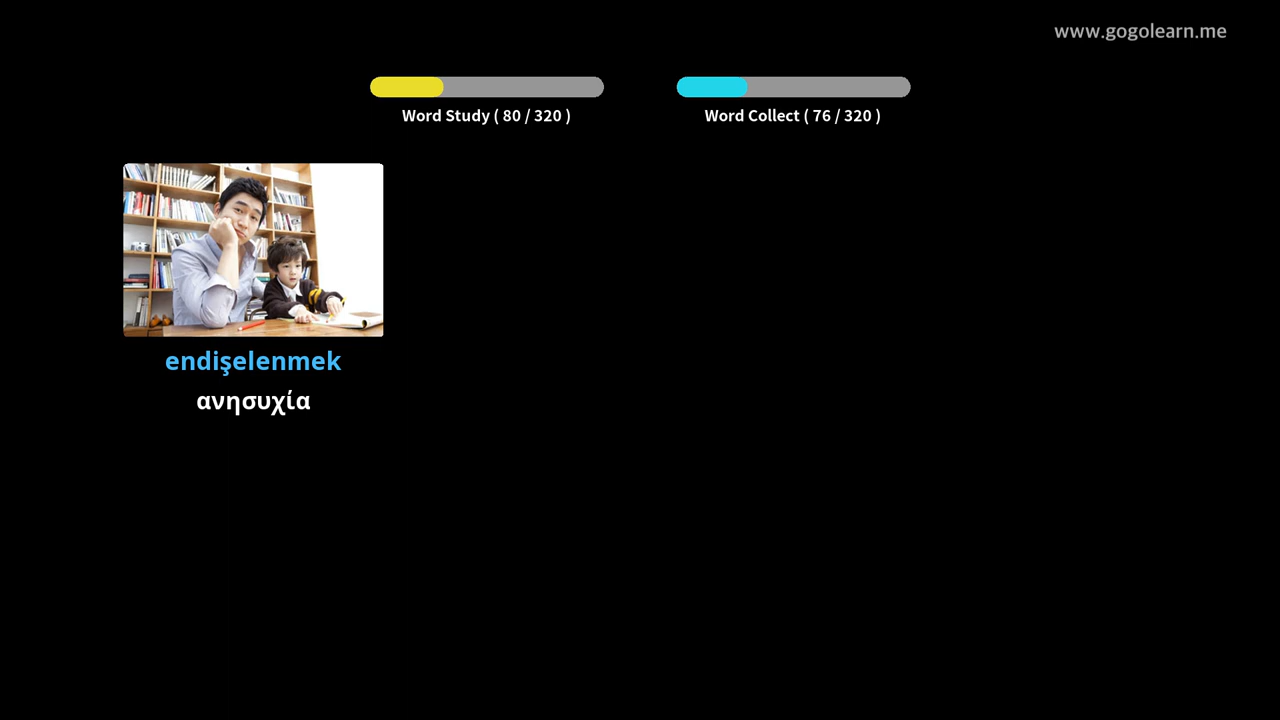 www.gogolearn.me
Word Study ( 80 / 320 )
Word Collect ( 76 / 320 )
endişelenmek
ανησυχία